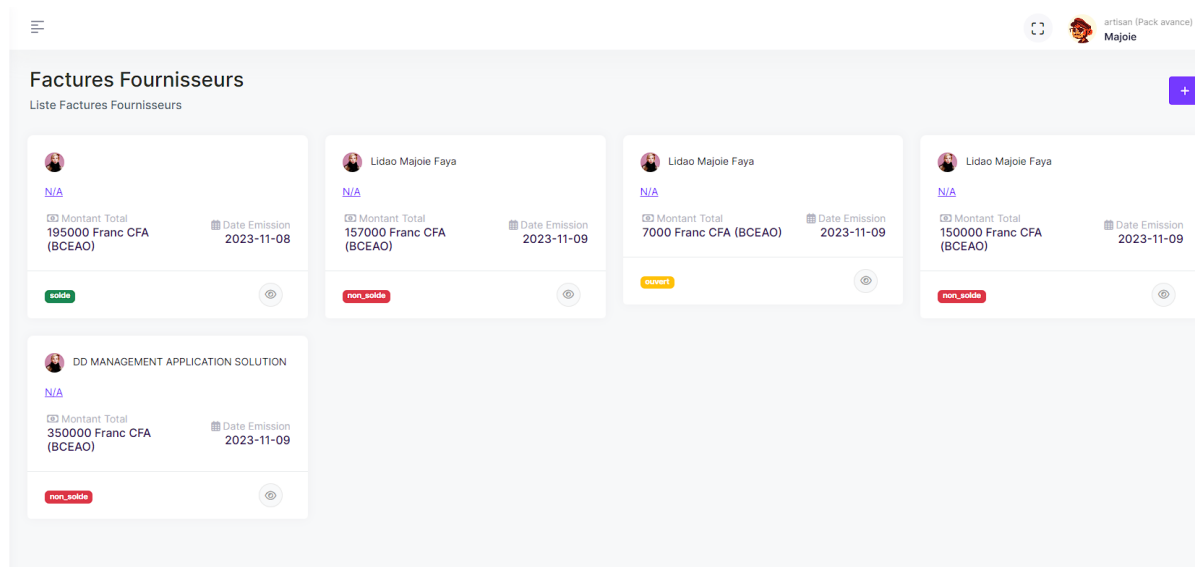 artisan (Pack avance)
Majoie
Factures Fournisseurs
Liste Factures Fournisseurs
+
N/A
Montant Total
195000 Franc CFA
(BCEAO)
Date Emission
2023-11-08
solde
Lidao Majoie Faya
N/A
Montant Total
157000 Franc CFA
(BCEAO)
Date Emission
2023-11-09
non_solde
Lidao Majoie Faya
N/A
Montant Total
7000 Franc CFA (BCEAO)
Date Emission
2023-11-09
ouvert
Lidao Majoie Faya
N/A
Montant Total
150000 Franc CFA
(BCEAO)
Date Emission
2023-11-09
non_solde
DD MANAGEMENT APPLICATION SOLUTION
N/A
Montant Total
350000 Franc CFA
(BCEAO)
Date Emission
2023-11-09
non_solde